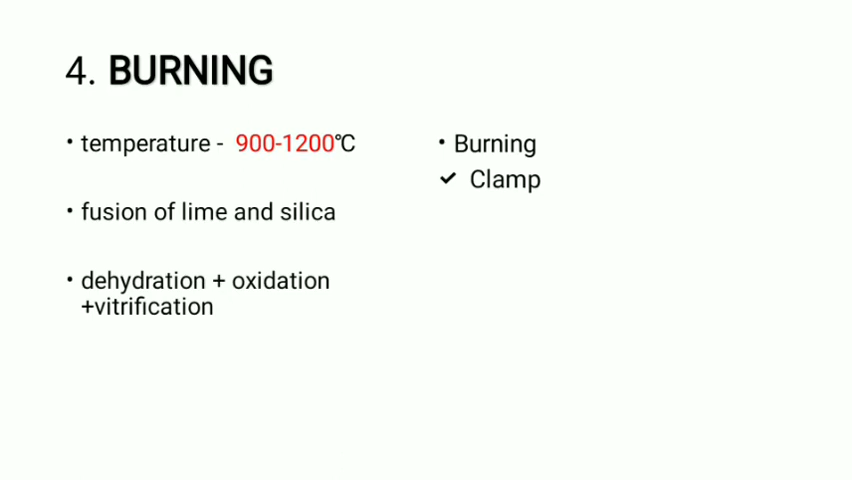 4. BURNING
• temperature - 900-1200℃
• fusion of lime and silica
• dehydration + oxidation
+vitrification
• Burning
✓ Clamp